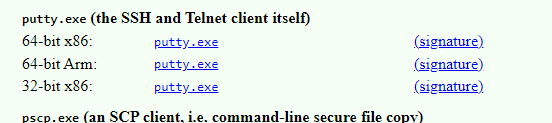 putty.exe (the SSH and Telnet client itself)
64-bit x86: putty.exe (signature)
64-bit Arm: putty.exe (signature)
32-bit x86: putty.exe (signature)
pscp.exe (an SCP client, i.e. command-line secure file copy)